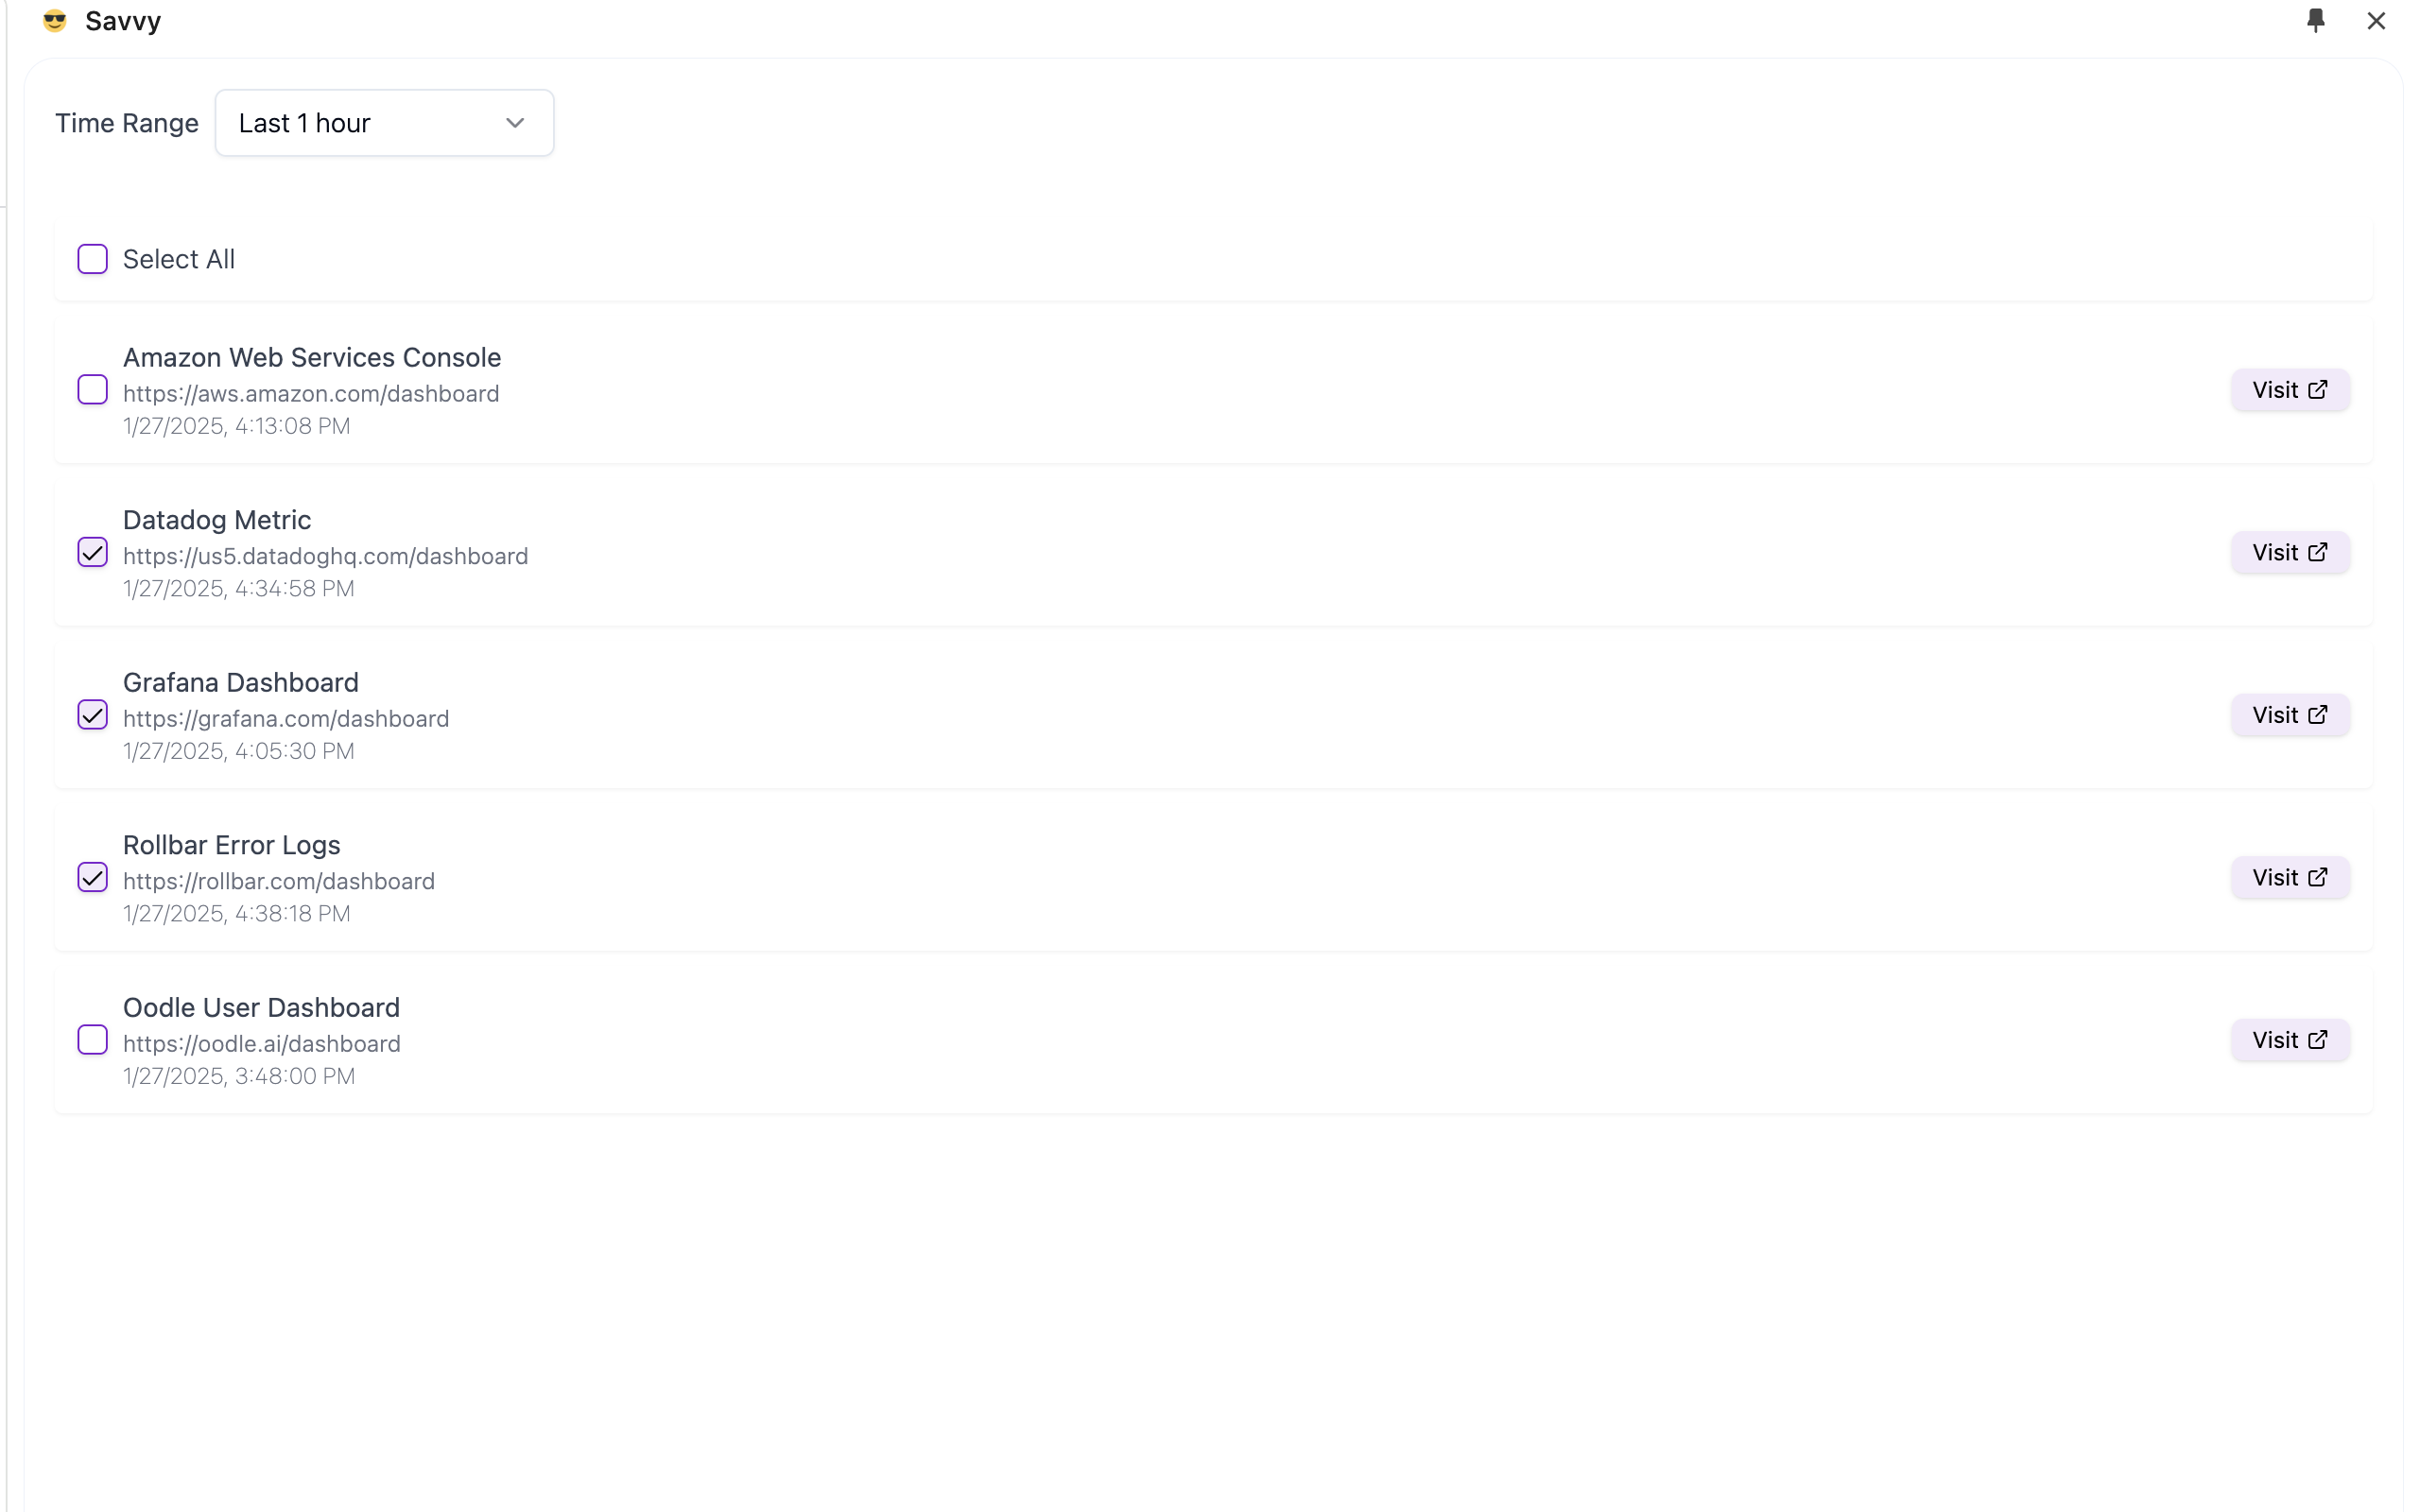 😎 Savvy
Time Range Last 1 hour
Select All
Amazon Web Services Console
https://aws.amazon.com/dashboard
1/27/2025, 4:13:08 PM
Visit
Datadog Metric
https://us5.datadoghq.com/dashboard
1/27/2025, 4:34:58 PM
Visit
Grafana Dashboard
https://grafana.com/dashboard
1/27/2025, 4:05:30 PM
Visit
Rollbar Error Logs
https://rollbar.com/dashboard
1/27/2025, 4:38:18 PM
Visit
Oodle User Dashboard
https://oodle.ai/dashboard
1/27/2025, 3:48:00 PM
Visit